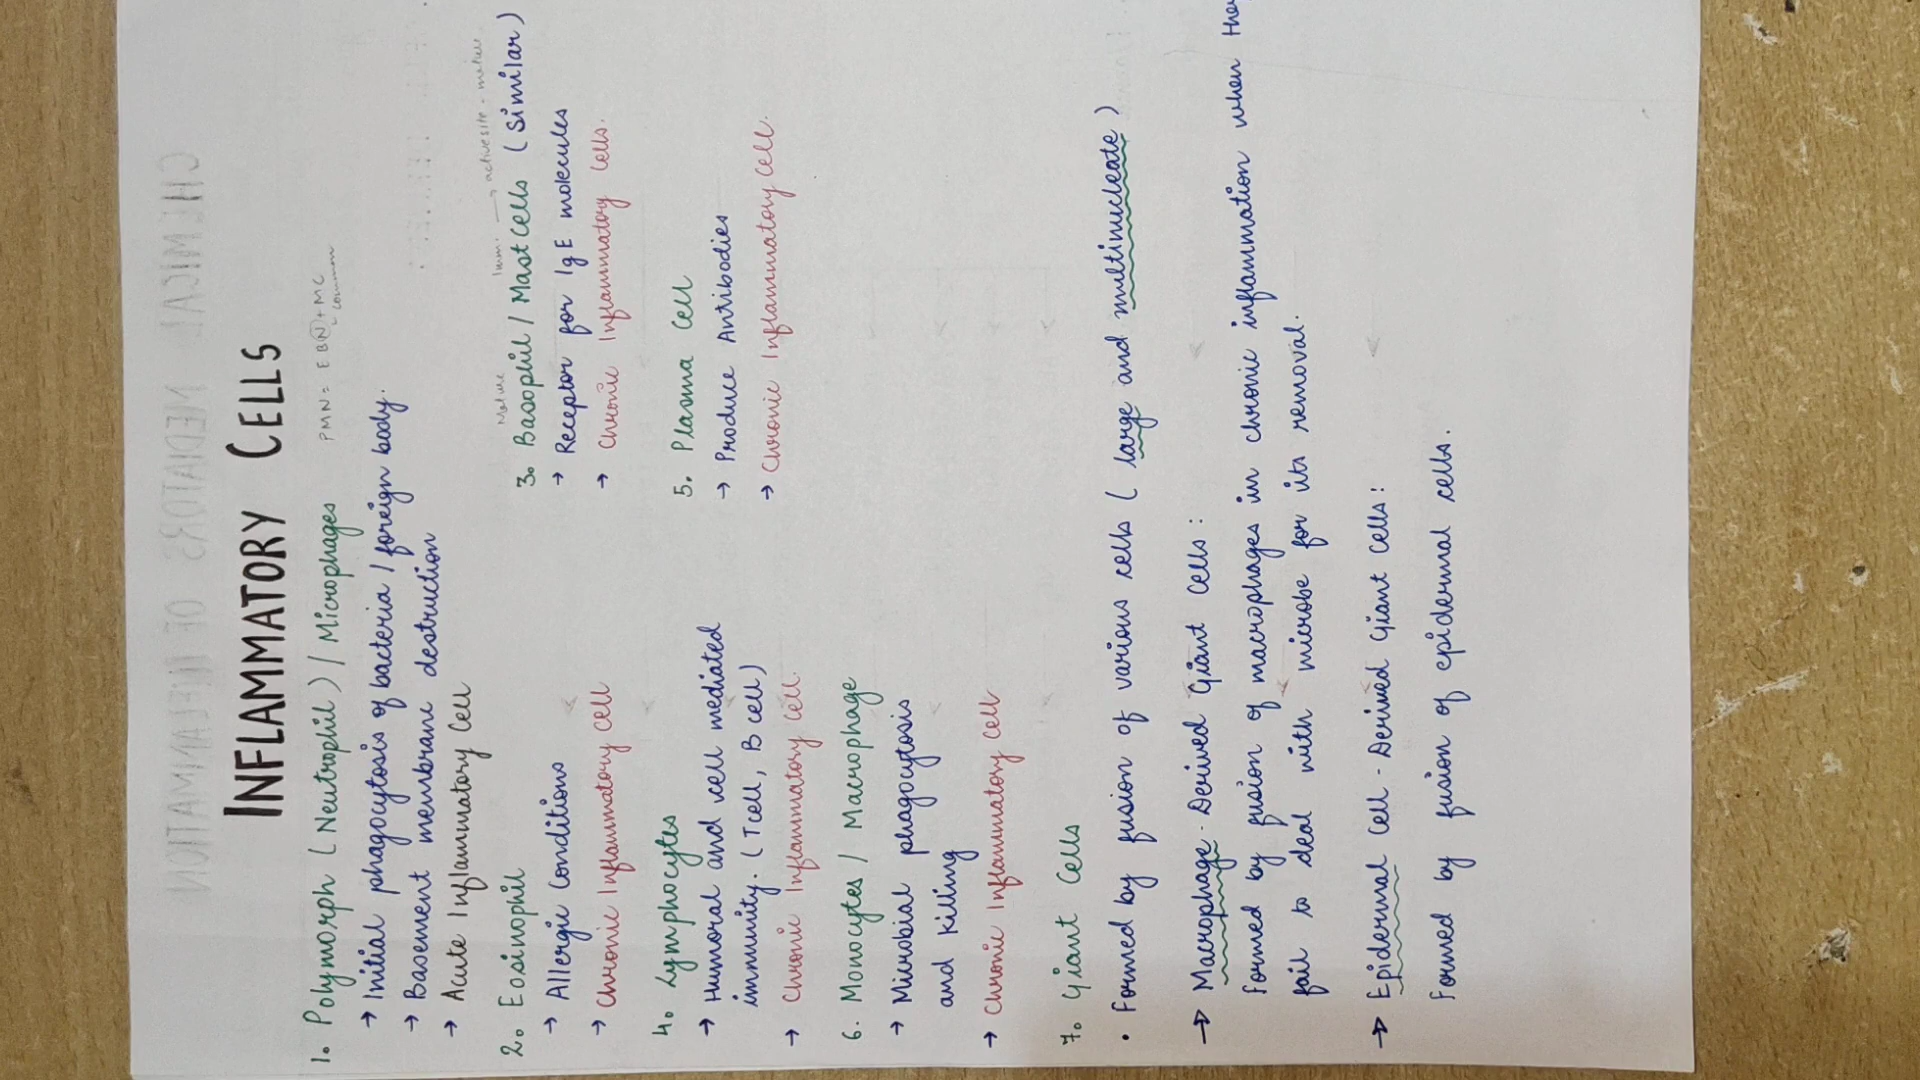 INFLAMMATORY CELLS
PMN = EBN + MC
common
1. Polymorph (Neutrophil) / Microphages
→ Initial phagocytosis of bacteria / foreign body.
→ Basement membrane destruction
→ Acute Inflammatory Cell
2. Eosinophil
→ Allergic Conditions
→ Chronic Inflammatory Cell
Mature Imm. → active site - mature
3. Basophil / Mast Cells (Similar)
→ Receptor for IgE molecules
→ Chronic Inflammatory Cells.
4. Lymphocytes
→ Humoral and cell mediated
immunity. (T cell, B cell)
→ Chronic Inflammatory Cell.
5. Plasma Cell
→ Produce Antibodies
→ Chronic Inflammatory Cell.
6. Monocytes / Macrophage
→ Microbial phagocytosis
and killing
→ Chronic Inflammatory Cell
7. Giant Cells
• Formed by fusion of various cells (large and multinucleate)
→ Macrophage-Derived Giant Cells:
Formed by fusion of macrophages in chronic inflammation when they
fail to deal with microbe for its removal.
→ Epidermal Cell-Derived Giant Cells:
Formed by fusion of epidermal cells.